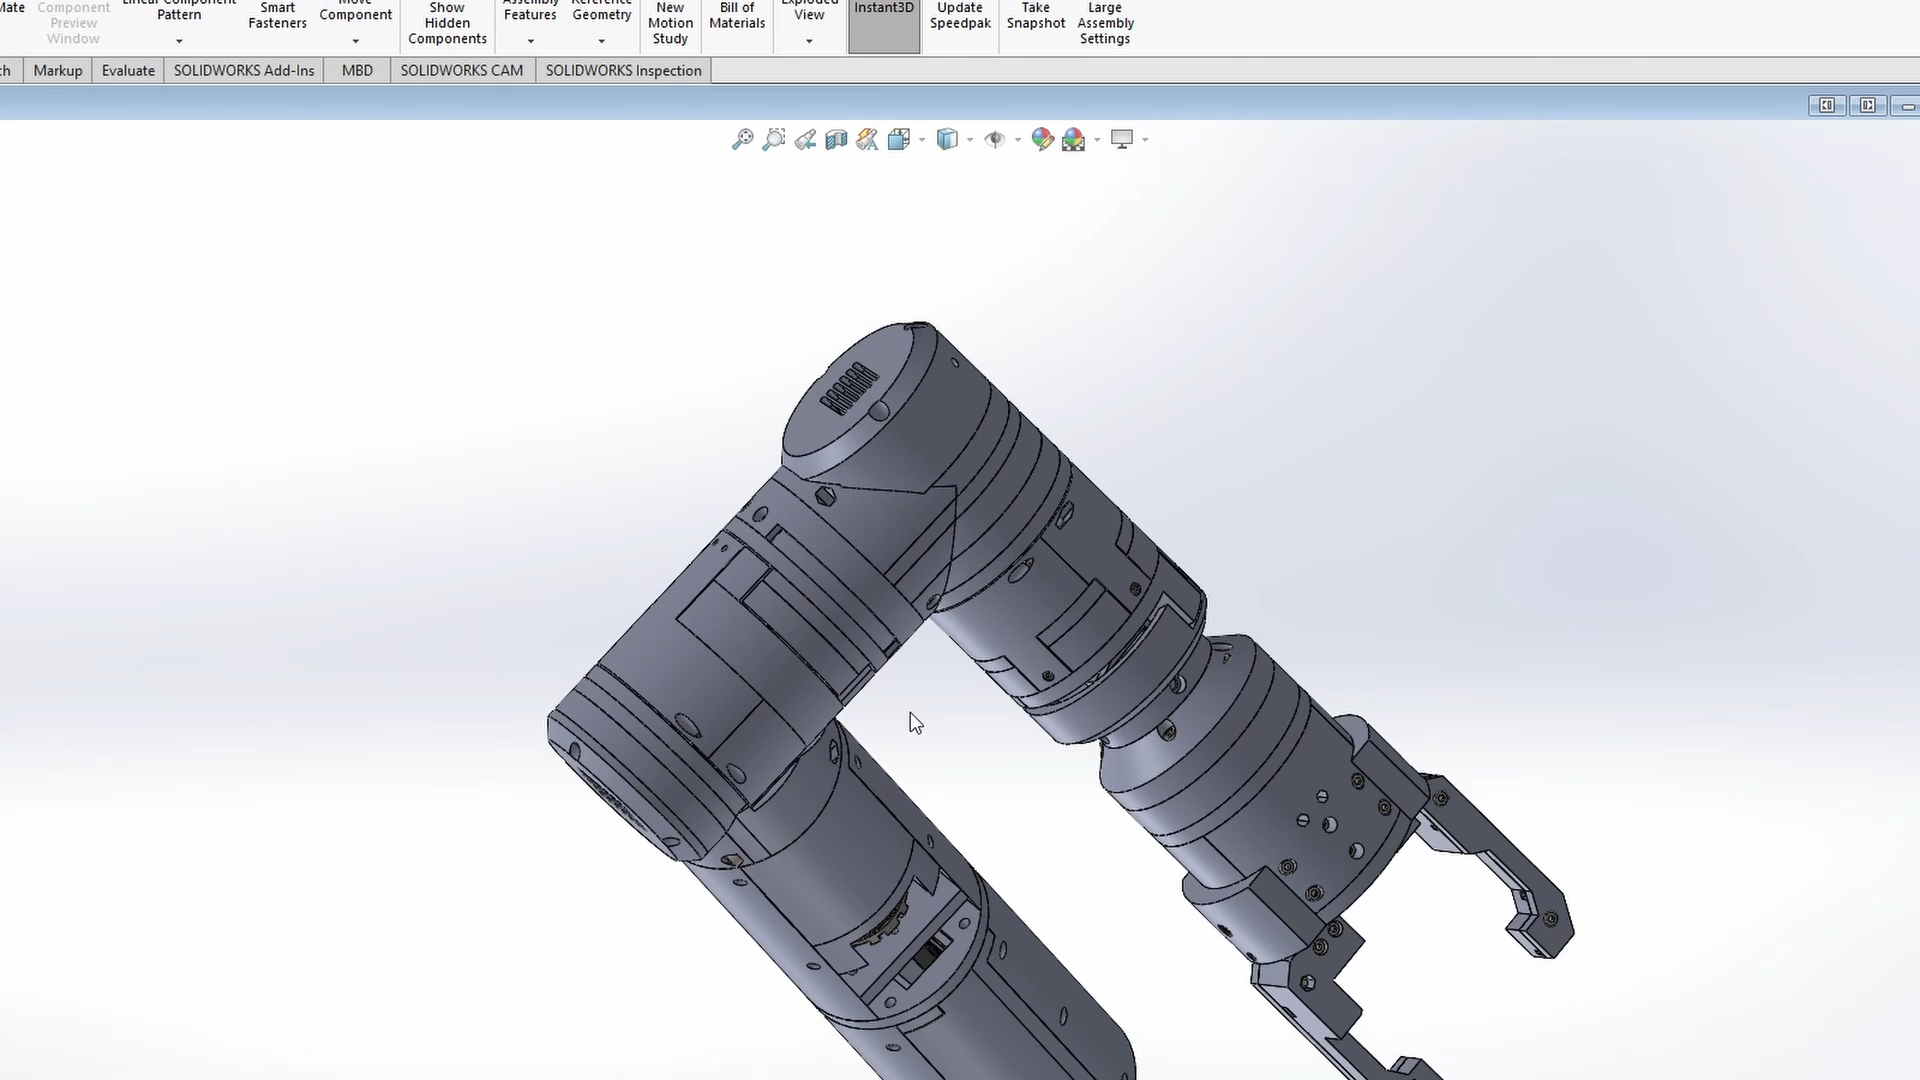 Mate
Component
Preview
Window
Linear Component
Pattern
Smart
Fasteners
Move
Component
Show
Hidden
Components
Assembly
Features
Reference
Geometry
New
Motion
Study
Bill of
Materials
Exploded
View
Instant3D
Update
Speedpak
Take
Snapshot
Large
Assembly
Settings
Markup
Evaluate
SOLIDWORKS Add-Ins
MBD
SOLIDWORKS CAM
SOLIDWORKS Inspection